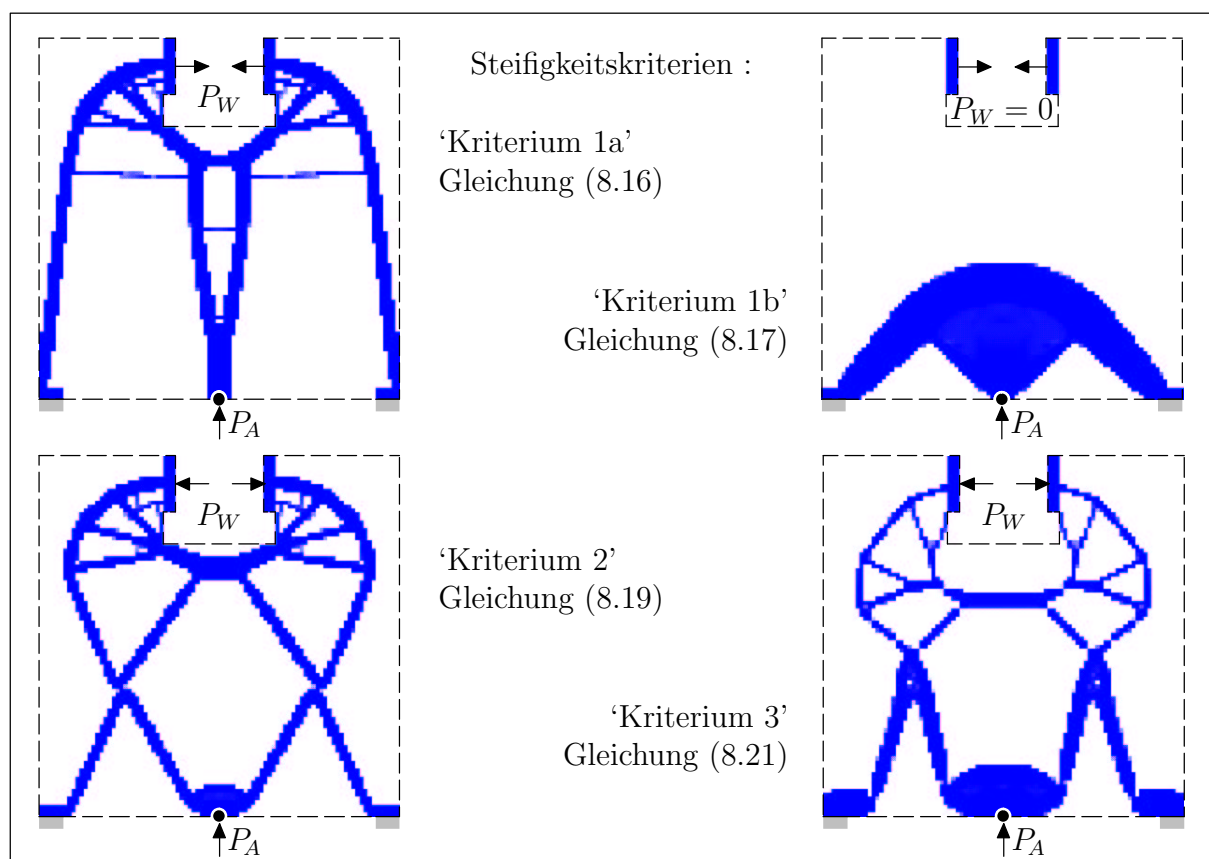 Steifigkeitskriterien :
P_W
P_W = 0
'Kriterium 1a'
Gleichung (8.16)
'Kriterium 1b'
Gleichung (8.17)
P_A
P_A
P_W
P_W
'Kriterium 2'
Gleichung (8.19)
'Kriterium 3'
Gleichung (8.21)
P_A
P_A